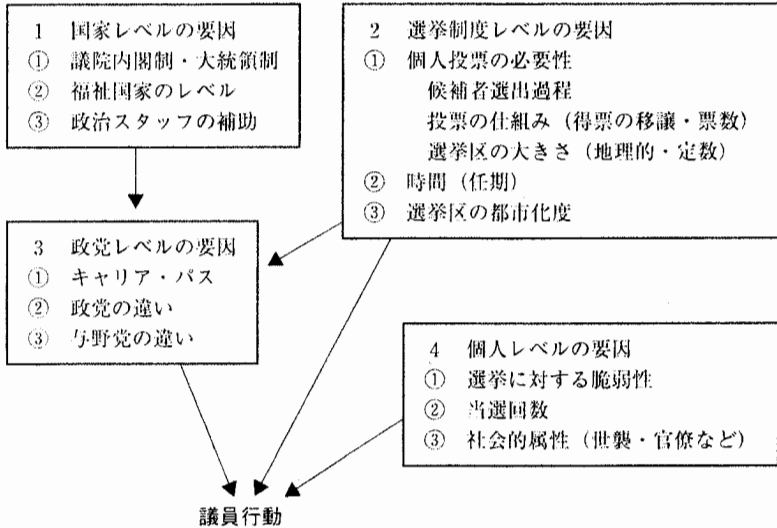 1 国家レベルの要因
① 議院内閣制・大統領制
② 福祉国家のレベル
③ 政治スタッフの補助
2 選挙制度レベルの要因
① 個人投票の必要性
候補者選出過程
投票の仕組み(得票の移譲・票数)
選挙区の大きさ(地理的・定数)
② 時間(任期)
③ 選挙区の都市化度
3 政党レベルの要因
① キャリア・パス
② 政党の違い
③ 与野党の違い
4 個人レベルの要因
① 選挙に対する脆弱性
② 当選回数
③ 社会的属性(世襲・官僚など)
議員行動